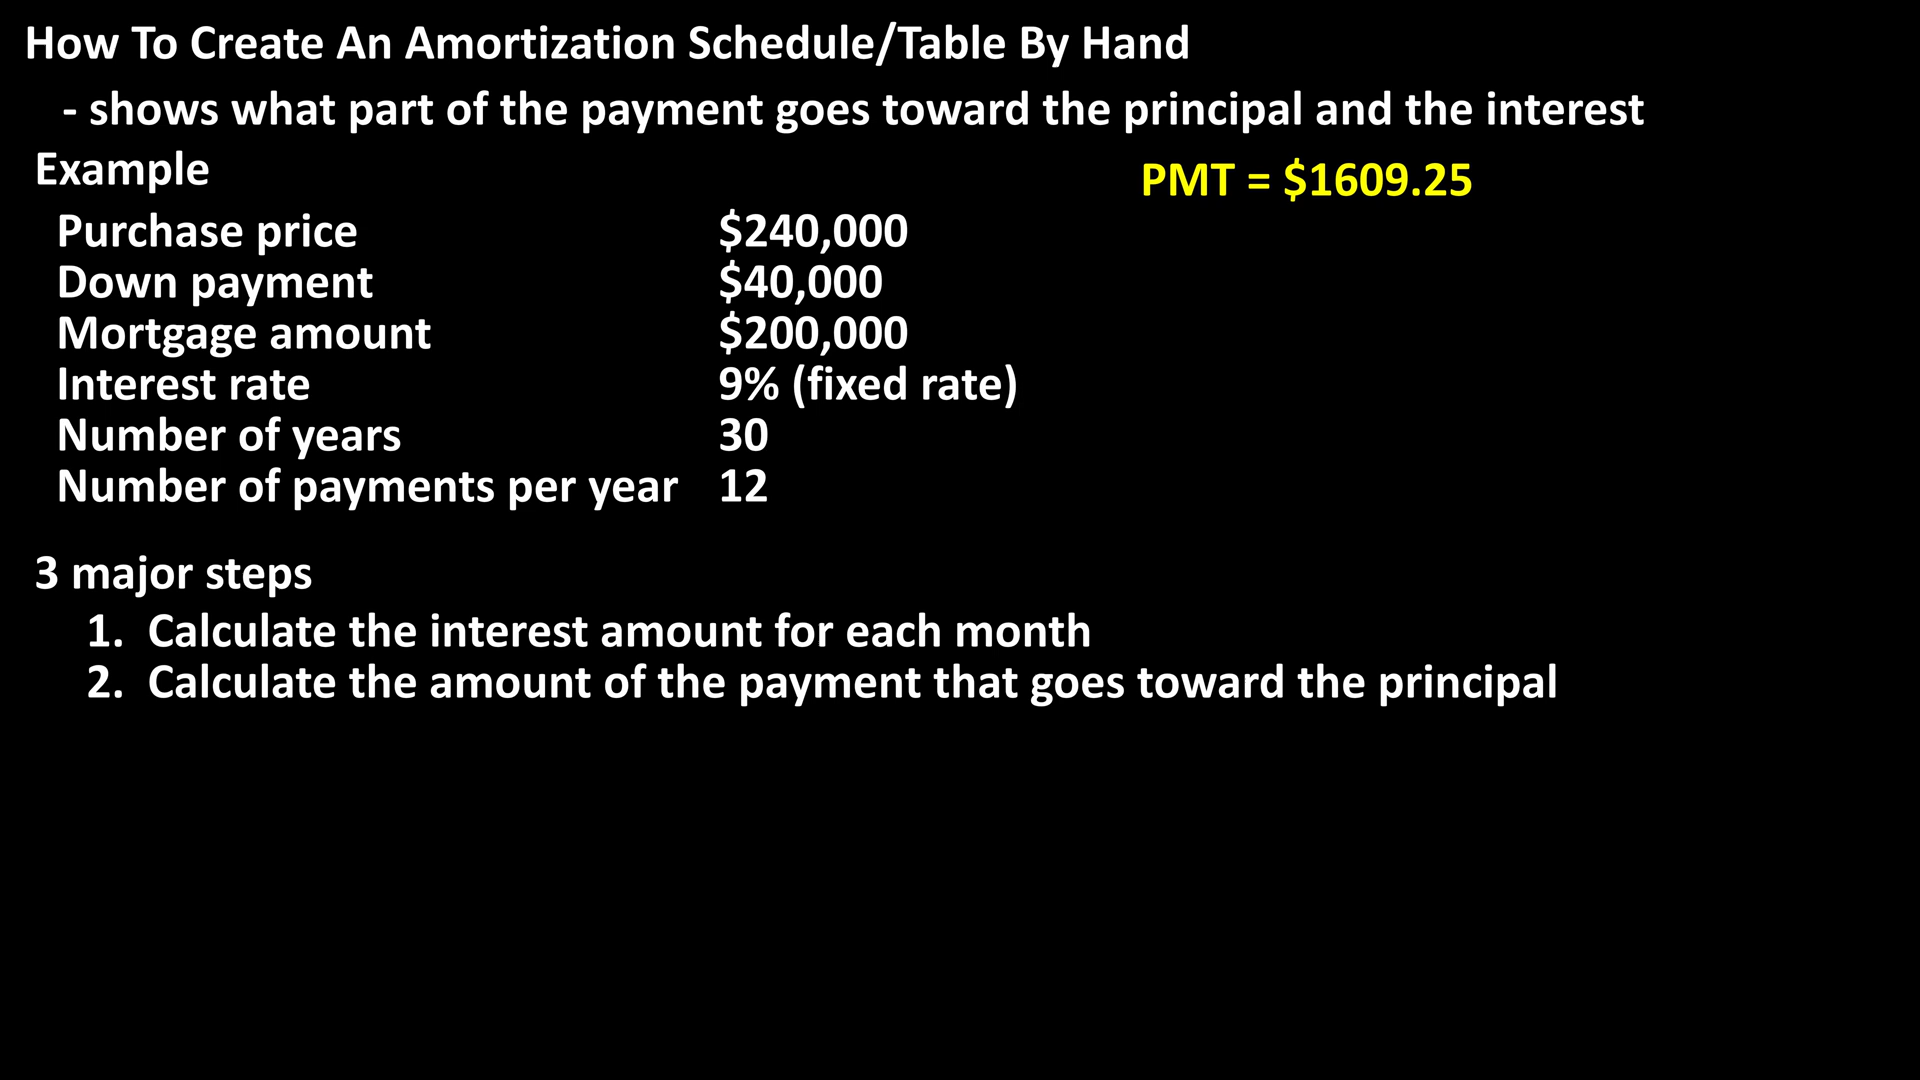 How To Create An Amortization Schedule/Table By Hand
- shows what part of the payment goes toward the principal and the interest
Example
PMT = $1609.25
Purchase price $240,000
Down payment $40,000
Mortgage amount $200,000
Interest rate 9% (fixed rate)
Number of years 30
Number of payments per year 12
3 major steps
1. Calculate the interest amount for each month
2. Calculate the amount of the payment that goes toward the principal